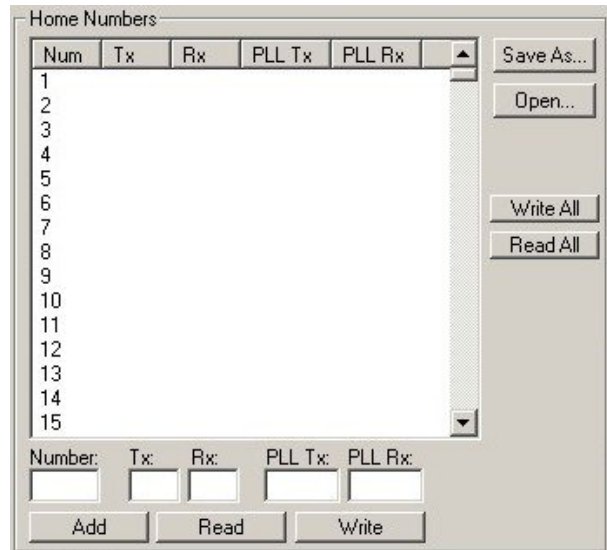 Home Numbers
Num Tx Rx PLL Tx PLL Rx
Save As...
1
Open...
2
3
4
5
6
Write All
7
Read All
8
9
10
11
12
13
14
15
Number: Tx: Rx: PLL Tx: PLL Rx:
Add Read Write